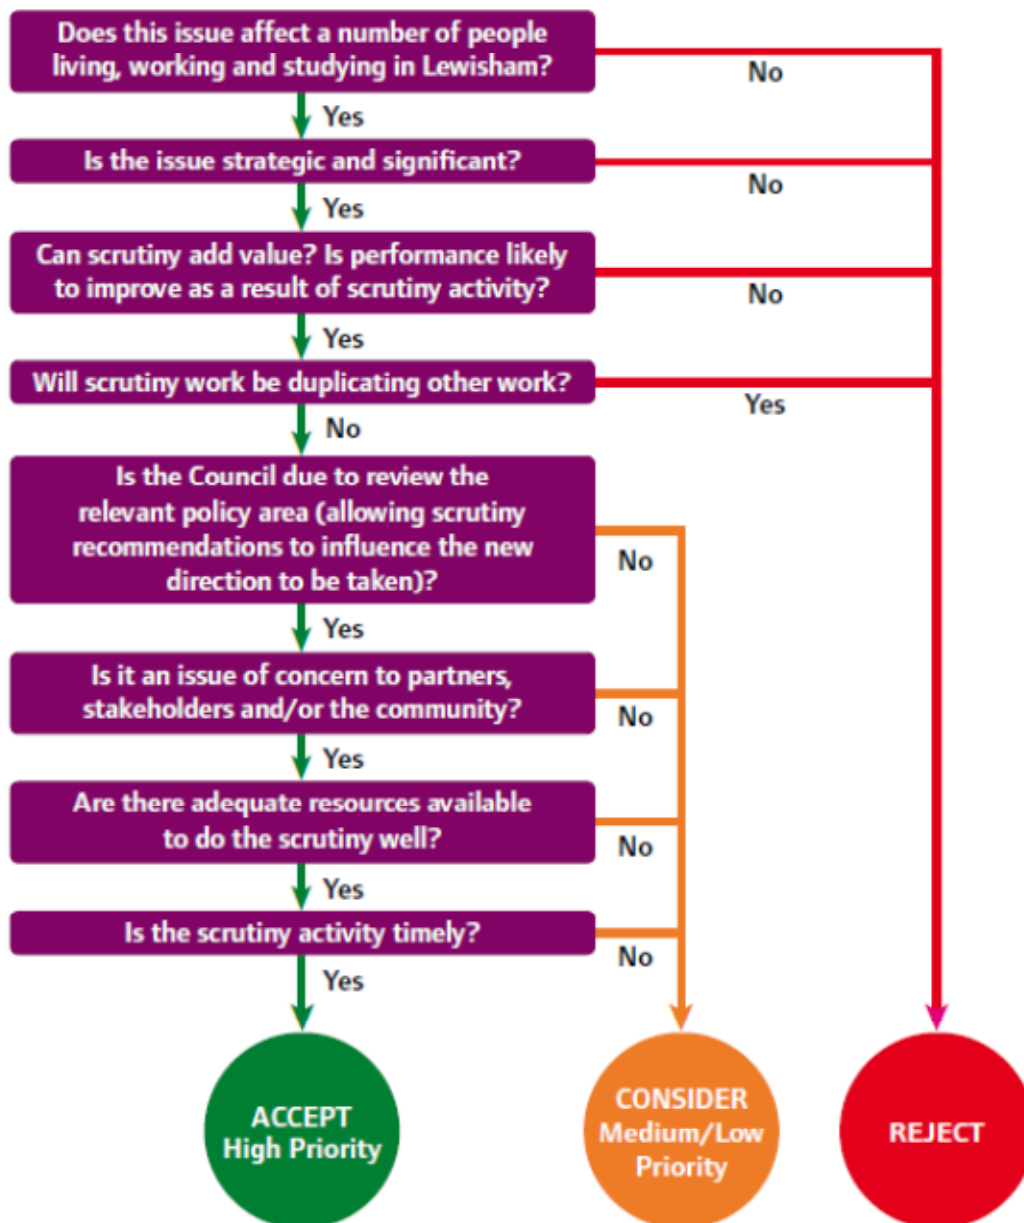 Does this issue affect a number of people
living, working and studying in Lewisham?
No
Yes
Is the issue strategic and significant?
No
Yes
Can scrutiny add value? Is performance likely
to improve as a result of scrutiny activity?
No
Yes
Will scrutiny work be duplicating other work?
Yes
No
Is the Council due to review the
relevant policy area (allowing scrutiny
recommendations to influence the new
direction to be taken)?
No
Yes
Is it an issue of concern to partners,
stakeholders and/or the community?
No
Yes
Are there adequate resources available
to do the scrutiny well?
No
Yes
Is the scrutiny activity timely?
No
Yes
ACCEPT
High Priority
CONSIDER
Medium/Low
Priority
REJECT